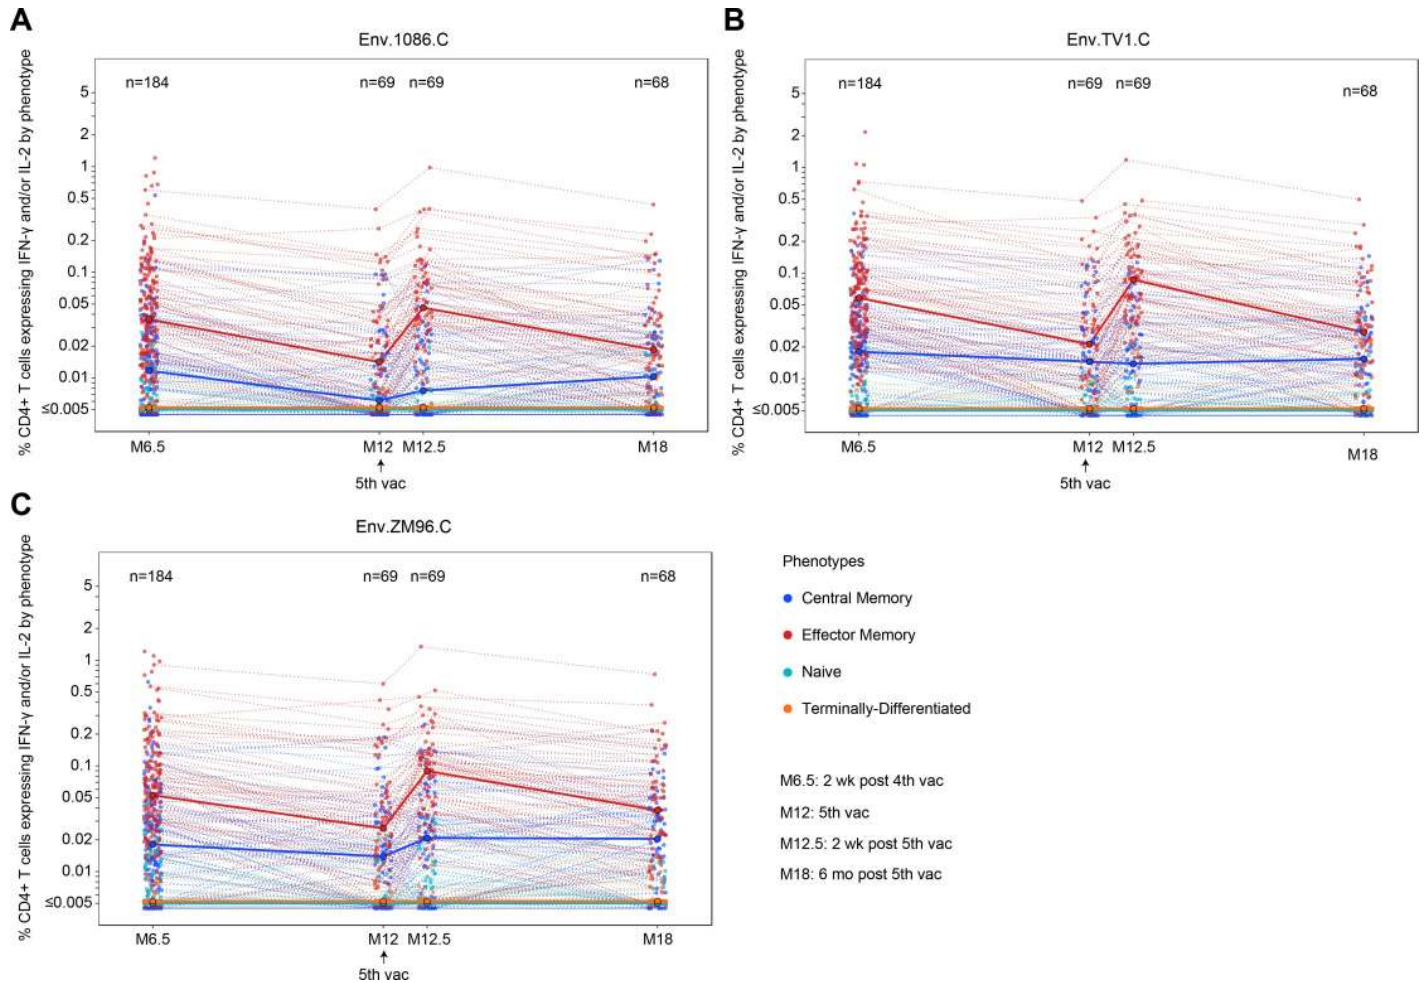 A
Env.1086.C
% CD4+ T cells expressing IFN-γ and/or IL-2 by phenotype
n=184
n=69
n=69
n=68
5
2
1
0.5
0.2
0.1
0.05
0.02
0.01
≤0.005
M6.5
M12
M12.5
M18
5th vac
B
Env.TV1.C
% CD4+ T cells expressing IFN-γ and/or IL-2 by phenotype
n=184
n=69
n=69
n=68
5
2
1
0.5
0.2
0.1
0.05
0.02
0.01
≤0.005
M6.5
M12
M12.5
M18
5th vac
C
Env.ZM96.C
% CD4+ T cells expressing IFN-γ and/or IL-2 by phenotype
n=184
n=69
n=69
n=68
5
2
1
0.5
0.2
0.1
0.05
0.02
0.01
≤0.005
M6.5
M12
M12.5
M18
5th vac
Phenotypes
Central Memory
Effector Memory
Naive
Terminally-Differentiated
M6.5: 2 wk post 4th vac
M12: 5th vac
M12.5: 2 wk post 5th vac
M18: 6 mo post 5th vac